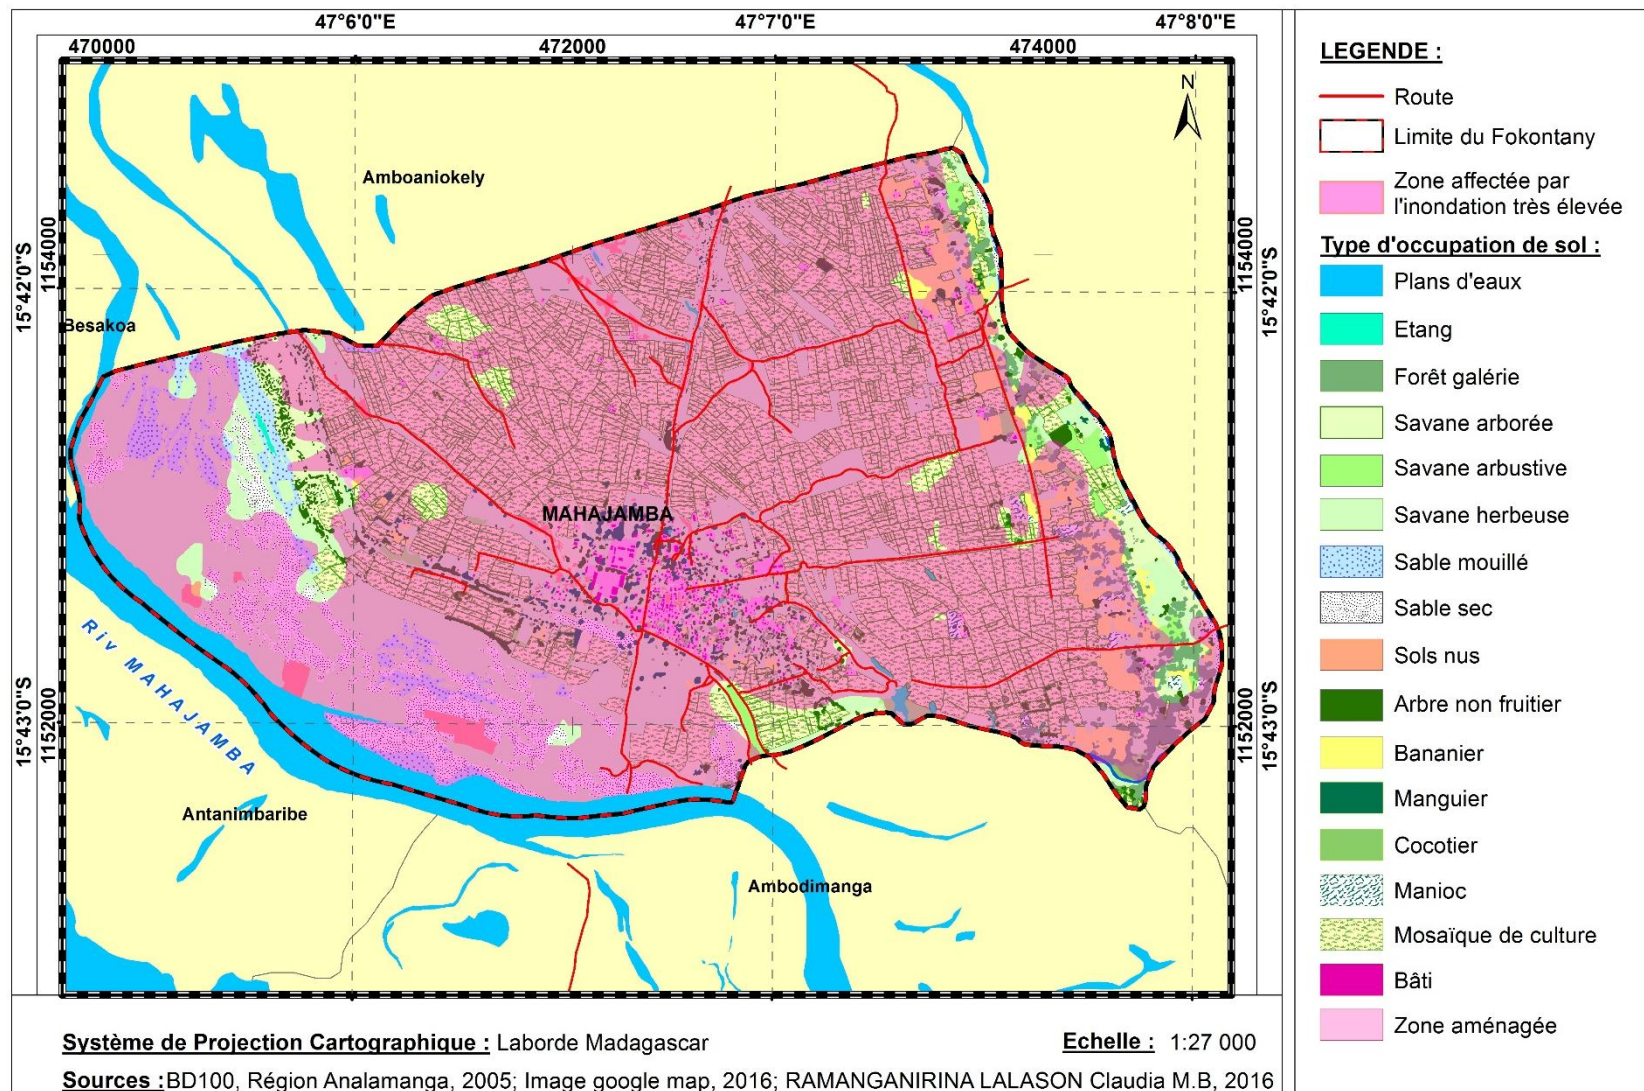 47°6'0"E 47°7'0"E 47°8'0"E
470000 472000 474000
N
Amboaniokely
15°42'0"S 1154000
1154000 15°42'0"S
Besakoa
MAHAJAMBA
Riv MAHAJAMBA
15°43'0"S 1152000
1152000 15°43'0"S
Antanimbaribe
Ambodimanga
LEGENDE :
Route
Limite du Fokontany
Zone affectée par
l'inondation très élevée
Type d'occupation de sol :
Plans d'eaux
Etang
Forêt galérie
Savane arborée
Savane arbustive
Savane herbeuse
Sable mouillé
Sable sec
Sols nus
Arbre non fruitier
Bananier
Manguier
Cocotier
Manioc
Mosaïque de culture
Bâti
Zone aménagée
Système de Projection Cartographique : Laborde Madagascar
Echelle : 1:27 000
Sources :BD100, Région Analamanga, 2005; Image google map, 2016; RAMANGANIRINA LALASON Claudia M.B, 2016